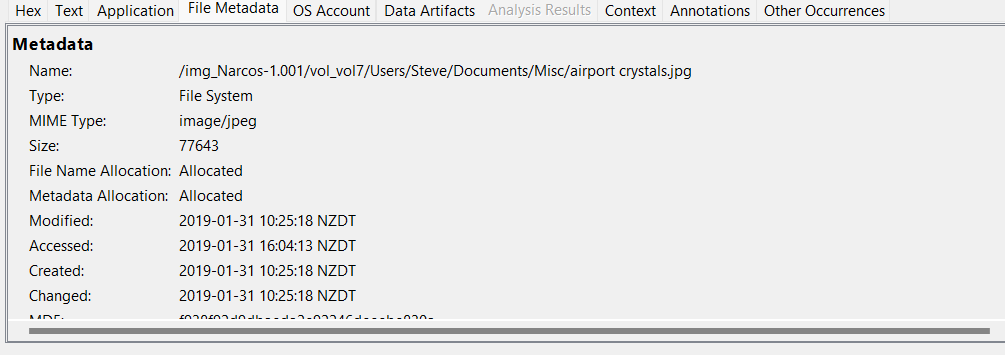 Hex Text Application File Metadata OS Account Data Artifacts Analysis Results Context Annotations Other Occurrences
Metadata
Name: /img_Narcos-1.001/vol_vol7/Users/Steve/Documents/Misc/airport crystals.jpg
Type: File System
MIME Type: image/jpeg
Size: 77643
File Name Allocation: Allocated
Metadata Allocation: Allocated
Modified: 2019-01-31 10:25:18 NZDT
Accessed: 2019-01-31 16:04:13 NZDT
Created: 2019-01-31 10:25:18 NZDT
Changed: 2019-01-31 10:25:18 NZDT
MD5: